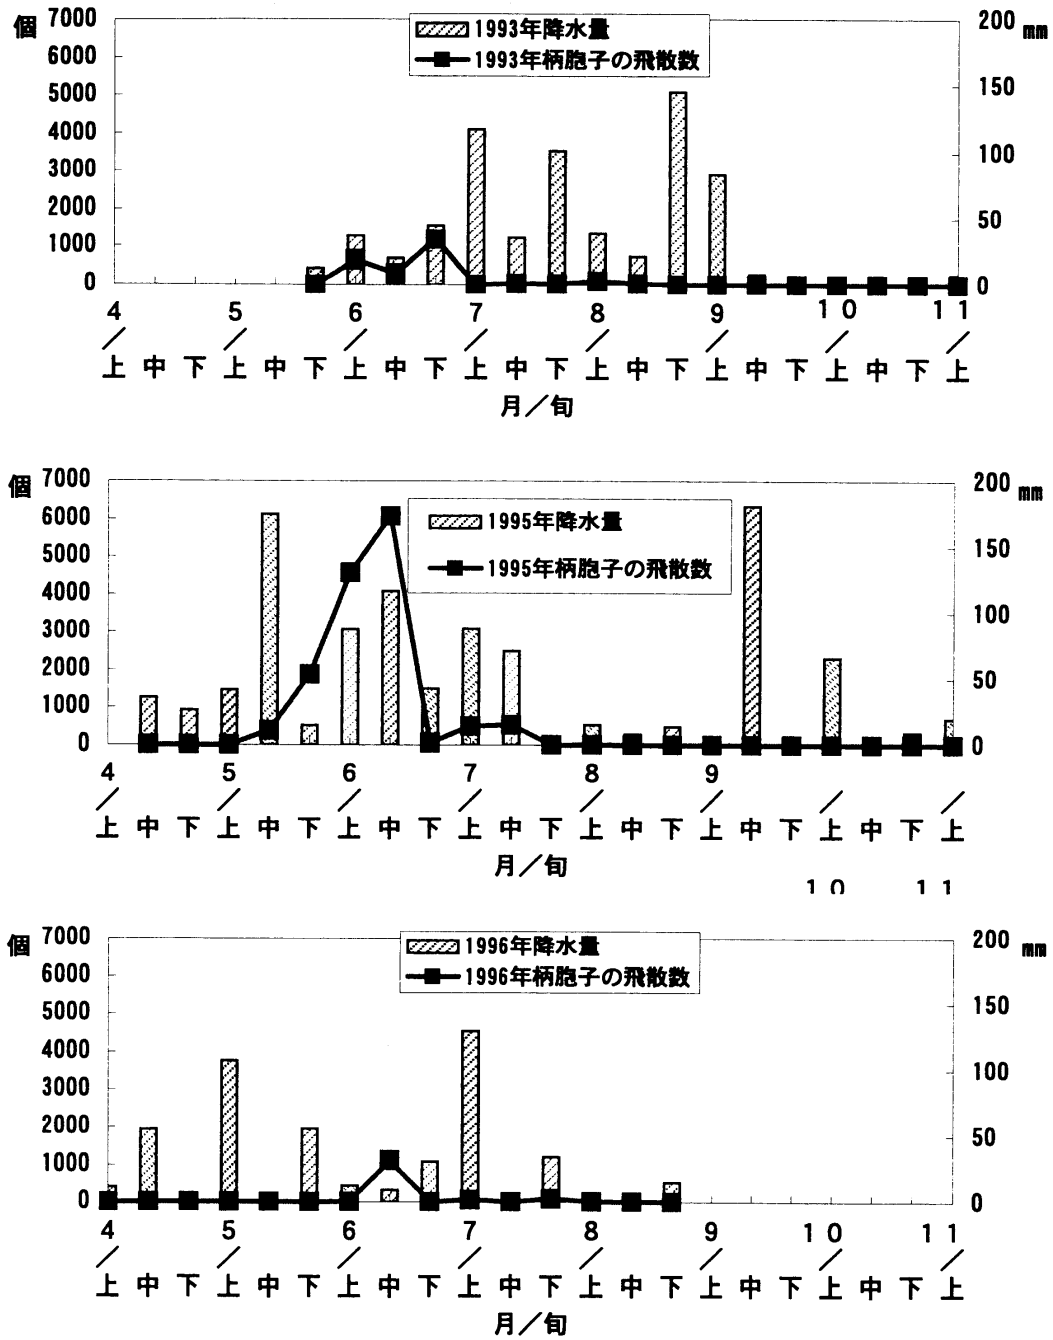 個
7000
6000
5000
4000
3000
2000
1000
0
1993年降水量
1993年柄胞子の飛散数
200 mm
150
100
50
0
4 5 6 7 8 9 10 11
／ ／ ／ ／ ／ ／ ／ ／
上 中 下 上 中 下 上 中 下 上 中 下 上 中 下 上 中 下 上 中 下 上
月／旬
個
7000
6000
5000
4000
3000
2000
1000
0
1995年降水量
1995年柄胞子の飛散数
200 mm
150
100
50
0
4 5 6 7 8 9
／ ／ ／ ／ ／ ／ ／ ／
上 中 下 上 中 下 上 中 下 上 中 下 上 中 下 上 中 下 上 中 下 上
月／旬
10 11
個
7000
6000
5000
4000
3000
2000
1000
0
1996年降水量
1996年柄胞子の飛散数
200 mm
150
100
50
0
4 5 6 7 8 9 10 11
／ ／ ／ ／ ／ ／ ／ ／
上 中 下 上 中 下 上 中 下 上 中 下 上 中 下 上 中 下 上 中 下 上
月／旬